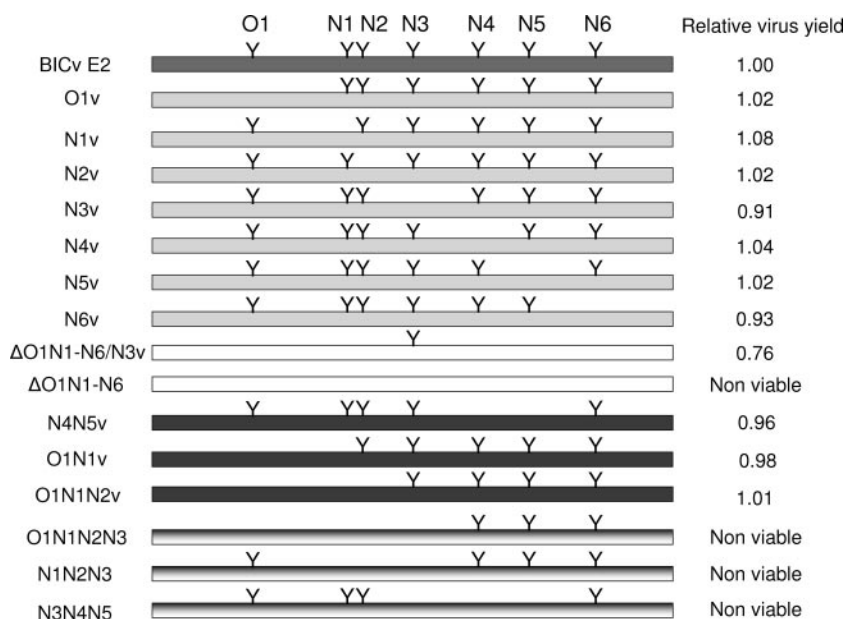 O1 N1 N2 N3 N4 N5 N6 Relative virus yield
Y Y Y Y Y Y Y
BICv E2 1.00
Y Y Y Y Y Y
O1v 1.02
Y Y Y Y Y Y
N1v 1.08
Y Y Y Y Y Y
N2v 1.02
Y Y Y Y Y Y
N3v 0.91
Y Y Y Y Y Y
N4v 1.04
Y Y Y Y Y Y
N5v 1.02
Y Y Y Y Y Y
N6v 0.93
Y
ΔO1N1-N6/N3v 0.76
ΔO1N1-N6 Non viable
Y Y Y Y Y
N4N5v 0.96
Y Y Y Y Y
O1N1v 0.98
Y Y Y Y
O1N1N2v 1.01
Y Y Y
O1N1N2N3 Non viable
Y Y Y Y
N1N2N3 Non viable
Y Y Y Y
N3N4N5 Non viable